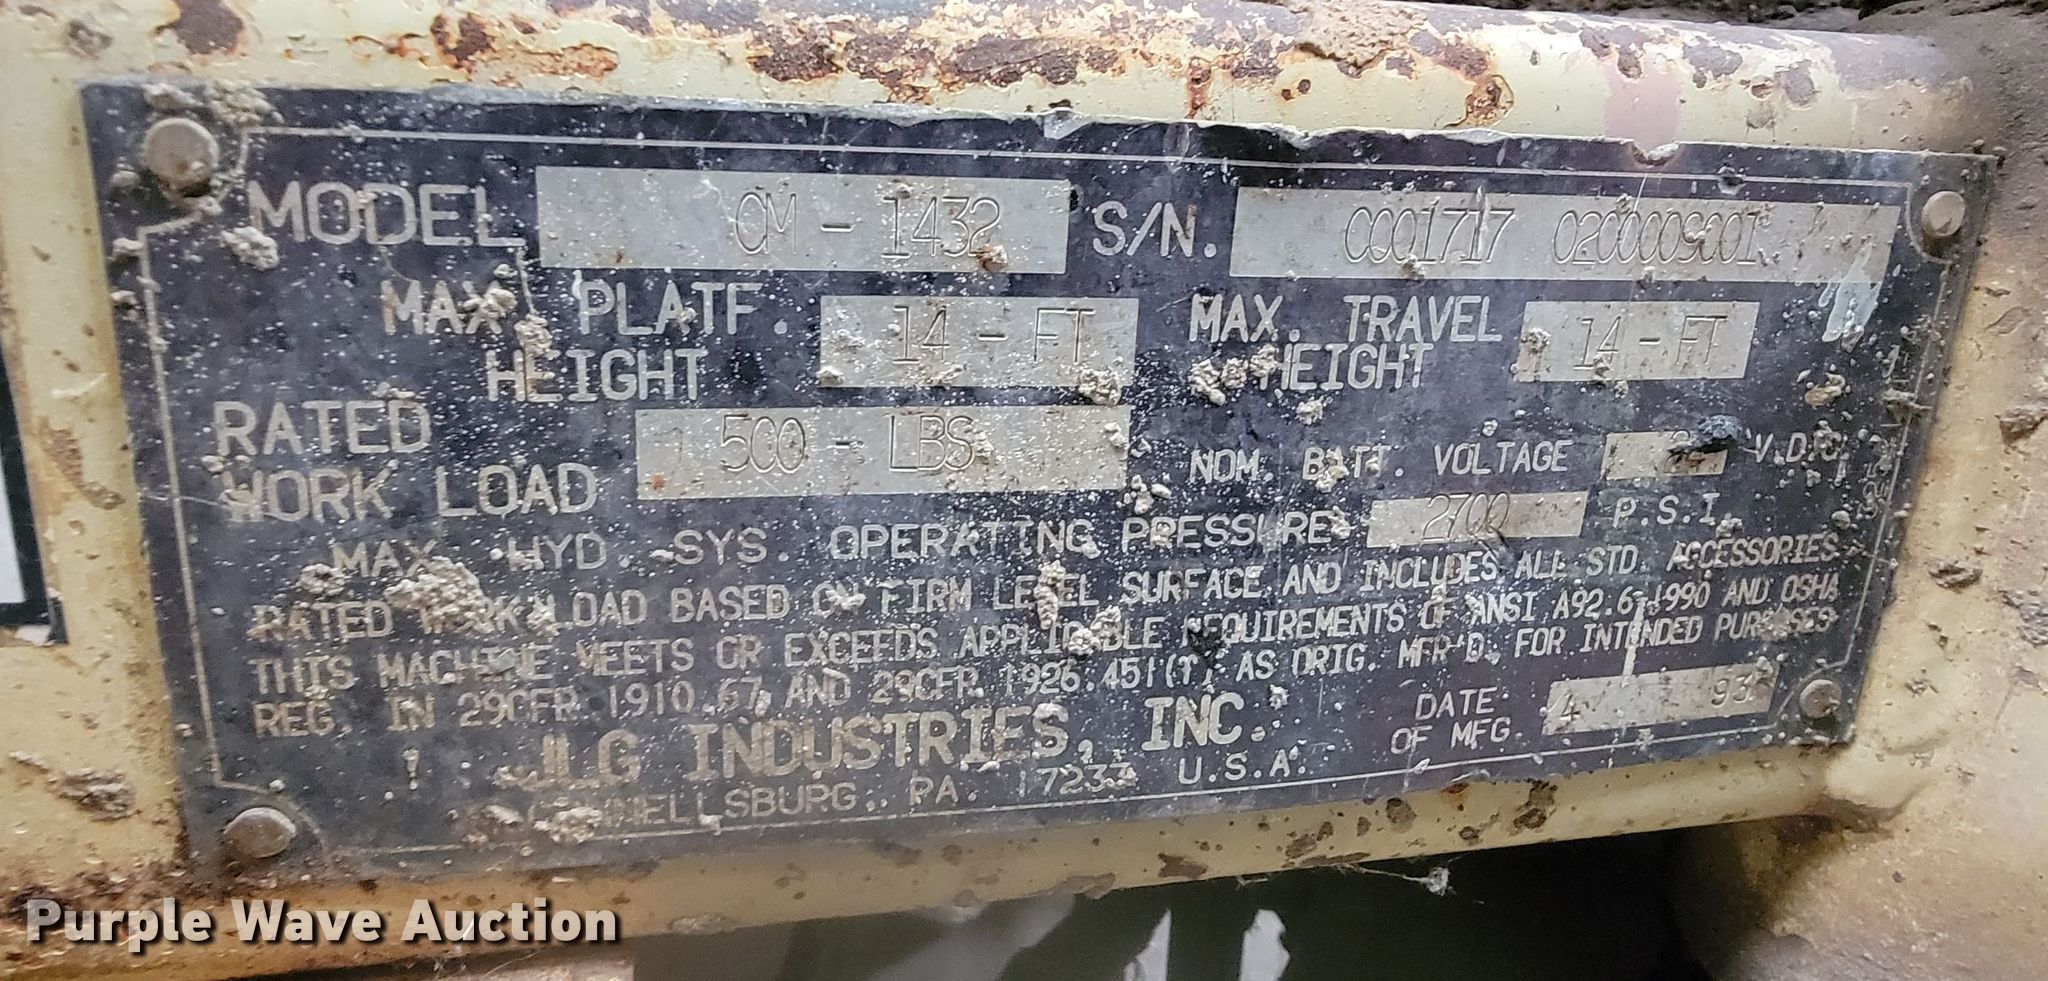 MODEL CM - 1432 S/N. CQ01717 0200009001
MAX. PLATF. HEIGHT 14 - FT MAX. TRAVEL HEIGHT 14 - FT
RATED WORK LOAD 500 - LBS NOM. BATT. VOLTAGE V.D.C.
MAX. HYD. SYS. OPERATING PRESSURE 2700 P.S.I.
RATED WORK LOAD BASED ON FIRM LEVEL SURFACE AND INCLUDES ALL STD. ACCESSORIES
THIS MACHINE MEETS OR EXCEEDS APPLICABLE REQUIREMENTS OF ANSI A92.6-1990 AND OSHA
REG. IN 29CFR 1910.67, AND 29CFR 1926.451(f) AS ORIG. MFR'D. FOR INTENDED PURPOSES
JLG INDUSTRIES, INC. DATE OF MFG. 4 93
McCONNELLSBURG, PA. 17233 U.S.A.
Purple Wave Auction